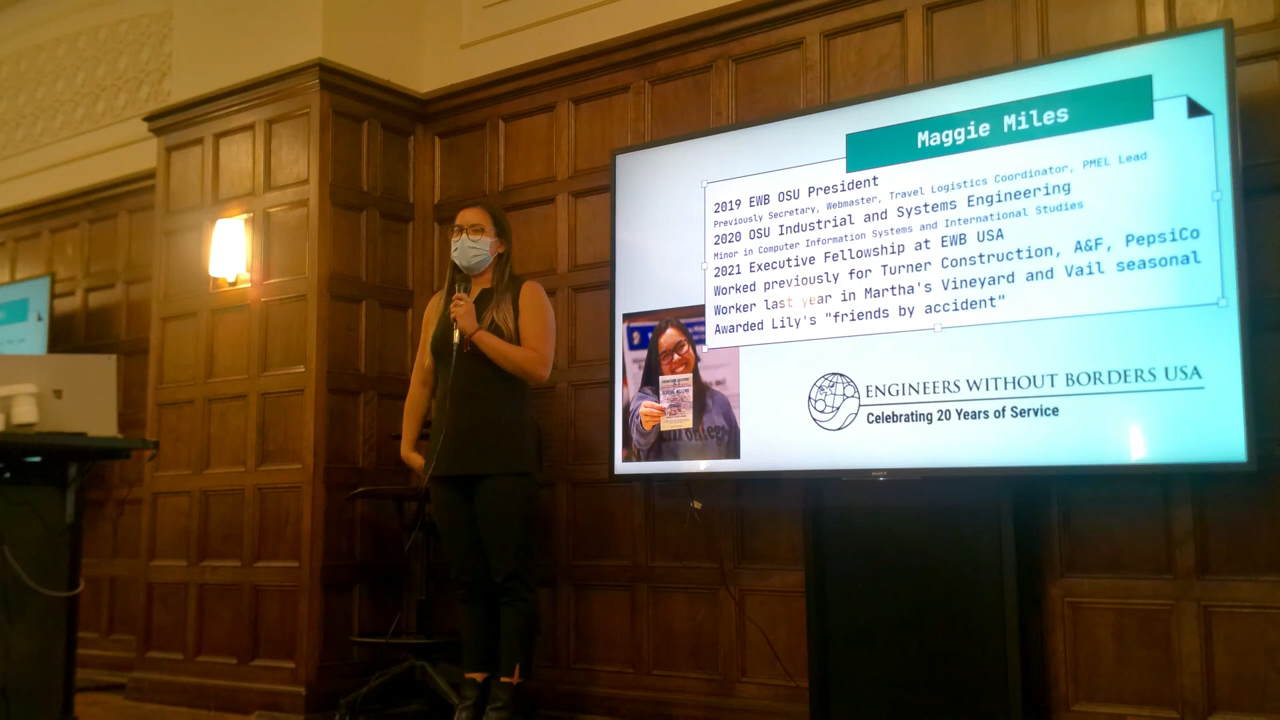 Maggie Miles
2019 EWB OSU President
Previously Secretary, Webmaster, Travel Logistics Coordinator, PMEL Lead
2020 OSU Industrial and Systems Engineering
Minor in Computer Information Systems and International Studies
2021 Executive Fellowship at EWB USA
Worked previously for Turner Construction, A&F, PepsiCo
Worker last year in Martha's Vineyard and Vail seasonal
Awarded Lily's "friends by accident"
ENGINEERS WITHOUT BORDERS USA
Celebrating 20 Years of Service